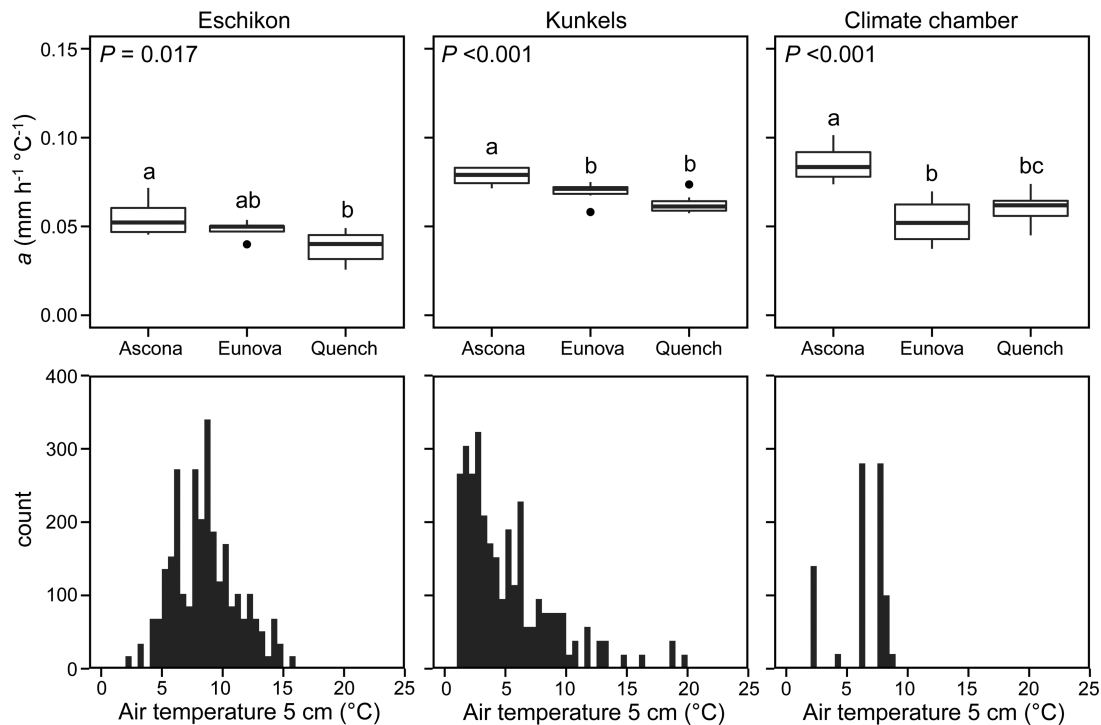 Eschikon Kunkels Climate chamber
P = 0.017 P <0.001 P <0.001
a (mm h⁻¹ °C⁻¹)
0.15
0.10
0.05
0.00
a ab b
a b b
a b bc
Ascona Eunova Quench Ascona Eunova Quench Ascona Eunova Quench
count
400
300
200
100
0
0 5 10 15 20 25 0 5 10 15 20 25 0 5 10 15 20 25
Air temperature 5 cm (°C) Air temperature 5 cm (°C) Air temperature 5 cm (°C)